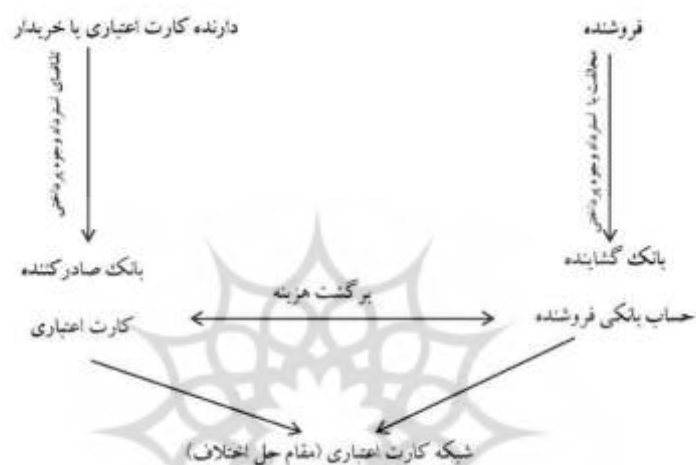 فروشنده
دارنده کارت اعتباری یا خریدار
مخالفت با استرداد وجوه پرداختی
تقاضای استرداد وجوه پرداختی
بانک گشاینده
حساب بانکی فروشنده
برگشت هزینه
بانک صادرکننده
کارت اعتباری
شبکه کارت اعتباری (مقام حل اختلاف)